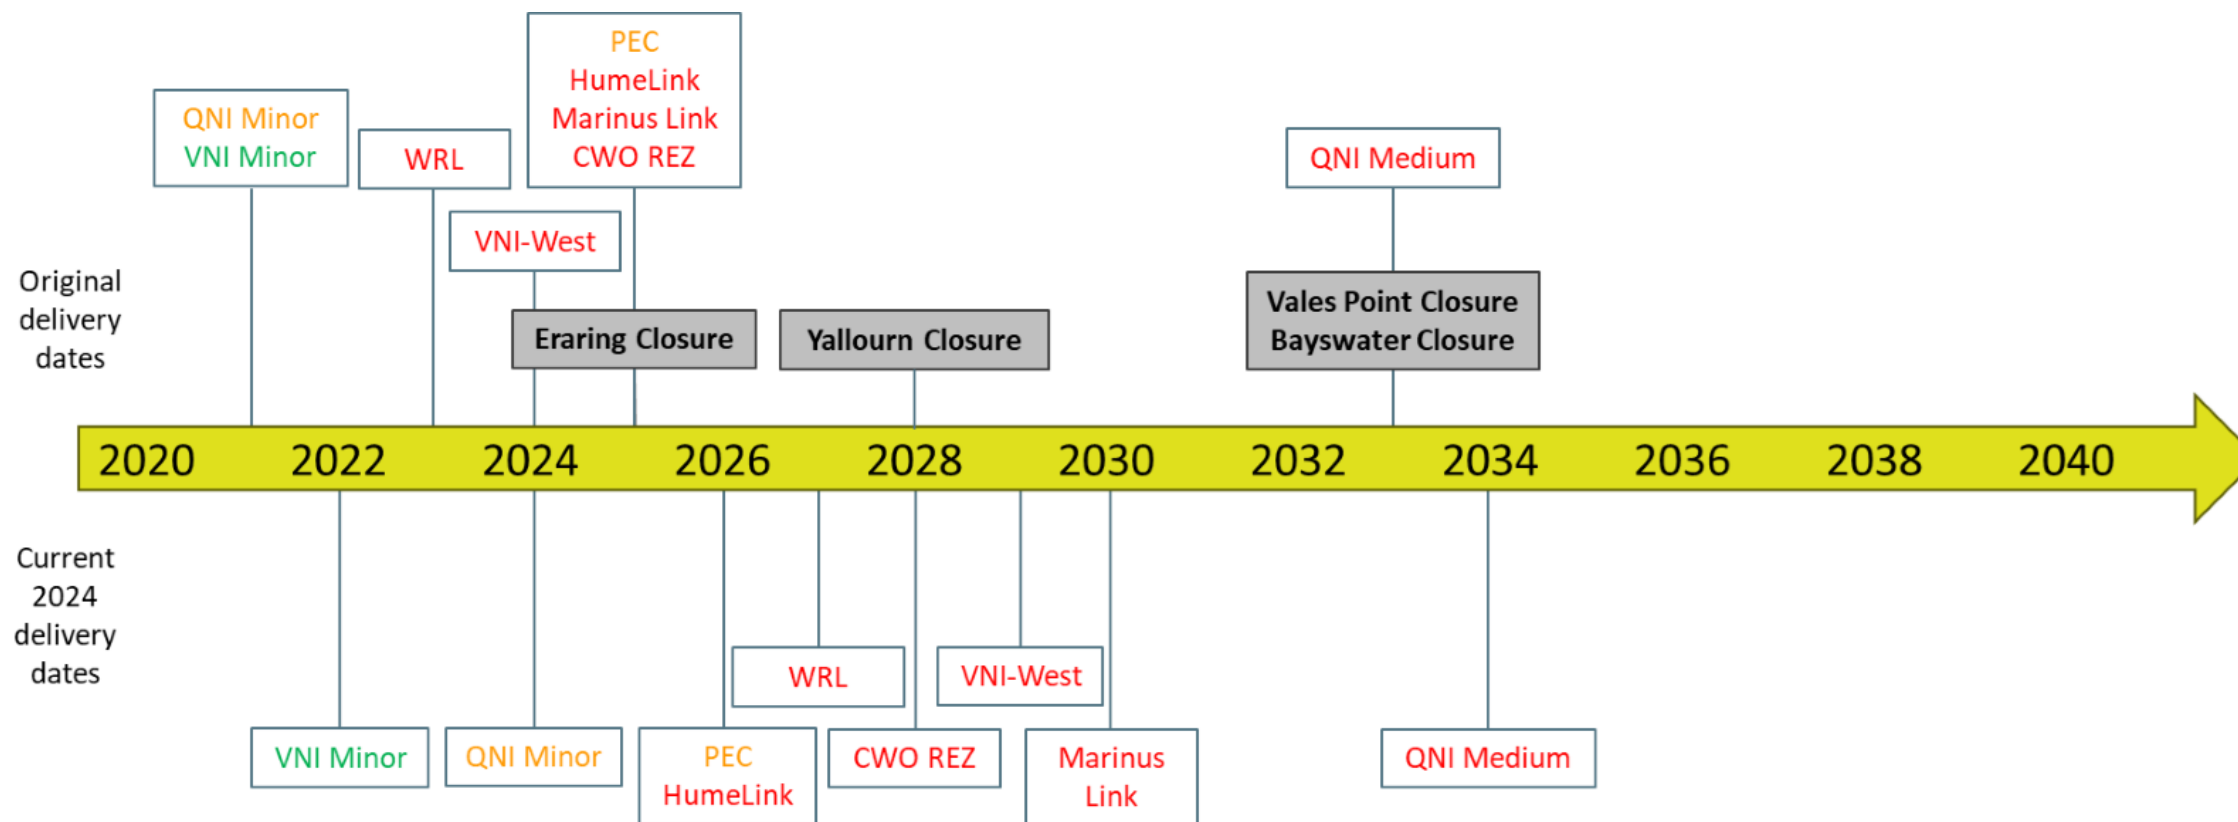 PEC
HumeLink
Marinus Link
CWO REZ
QNI Minor
VNI Minor
WRL
QNI Medium
VNI-West
Original
delivery
dates
Eraring Closure
Yallourn Closure
Vales Point Closure
Bayswater Closure
2020 2022 2024 2026 2028 2030 2032 2034 2036 2038 2040
Current
2024
delivery
dates
WRL
VNI-West
VNI Minor
QNI Minor
PEC
HumeLink
CWO REZ
Marinus
Link
QNI Medium